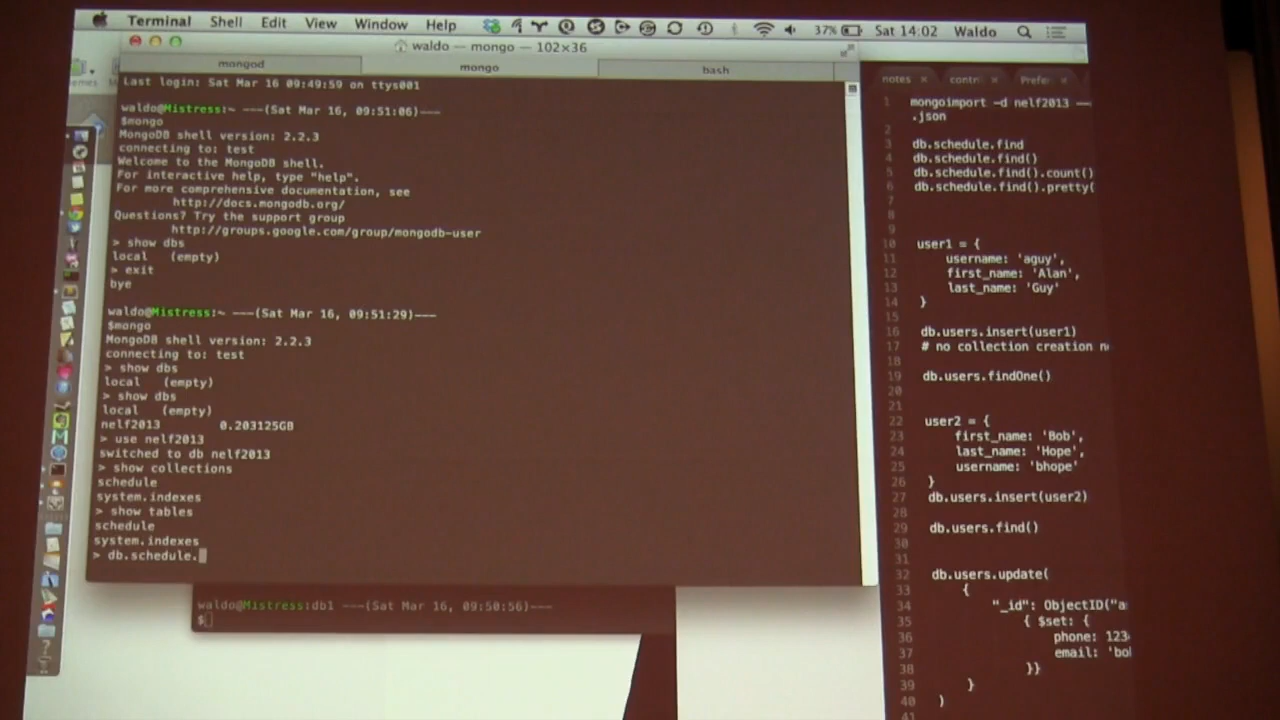 Terminal Shell Edit View Window Help 37% Sat 14:02 Waldo
waldo — mongo — 102×36
mongod mongo bash
Last login: Sat Mar 16 09:49:59 on ttys001
waldo@Mistress:~ ---(Sat Mar 16, 09:51:06)---
$mongo
MongoDB shell version: 2.2.3
connecting to: test
Welcome to the MongoDB shell.
For interactive help, type "help".
For more comprehensive documentation, see
http://docs.mongodb.org/
Questions? Try the support group
http://groups.google.com/group/mongodb-user
> show dbs
local (empty)
> exit
bye
waldo@Mistress:~ ---(Sat Mar 16, 09:51:29)---
$mongo
MongoDB shell version: 2.2.3
connecting to: test
> show dbs
local (empty)
> show dbs
local (empty)
nelf2013 0.203125GB
> use nelf2013
switched to db nelf2013
> show collections
schedule
system.indexes
> show tables
schedule
system.indexes
> db.schedule.
waldo@Mistress:db1 ---(Sat Mar 16, 09:50:56)---
$
notes × contri × Prefer ×
1 mongoimport -d nelf2013 --
.json
2
3 db.schedule.find
4 db.schedule.find()
5 db.schedule.find().count()
6 db.schedule.find().pretty(
7
8
9
10 user1 = {
11 username: 'aguy',
12 first_name: 'Alan',
13 last_name: 'Guy'
14 }
15
16 db.users.insert(user1)
17 # no collection creation
18
19 db.users.findOne()
20
21
22 user2 = {
23 first_name: 'Bob',
24 last_name: 'Hope',
25 username: 'bhope'
26 }
27 db.users.insert(user2)
28
29 db.users.find()
30
31
32 db.users.update(
33 {
34 "_id": ObjectID("a
35 { $set: {
36 phone: 123
37 email: 'bo
38 }}
39 }
40 )
41